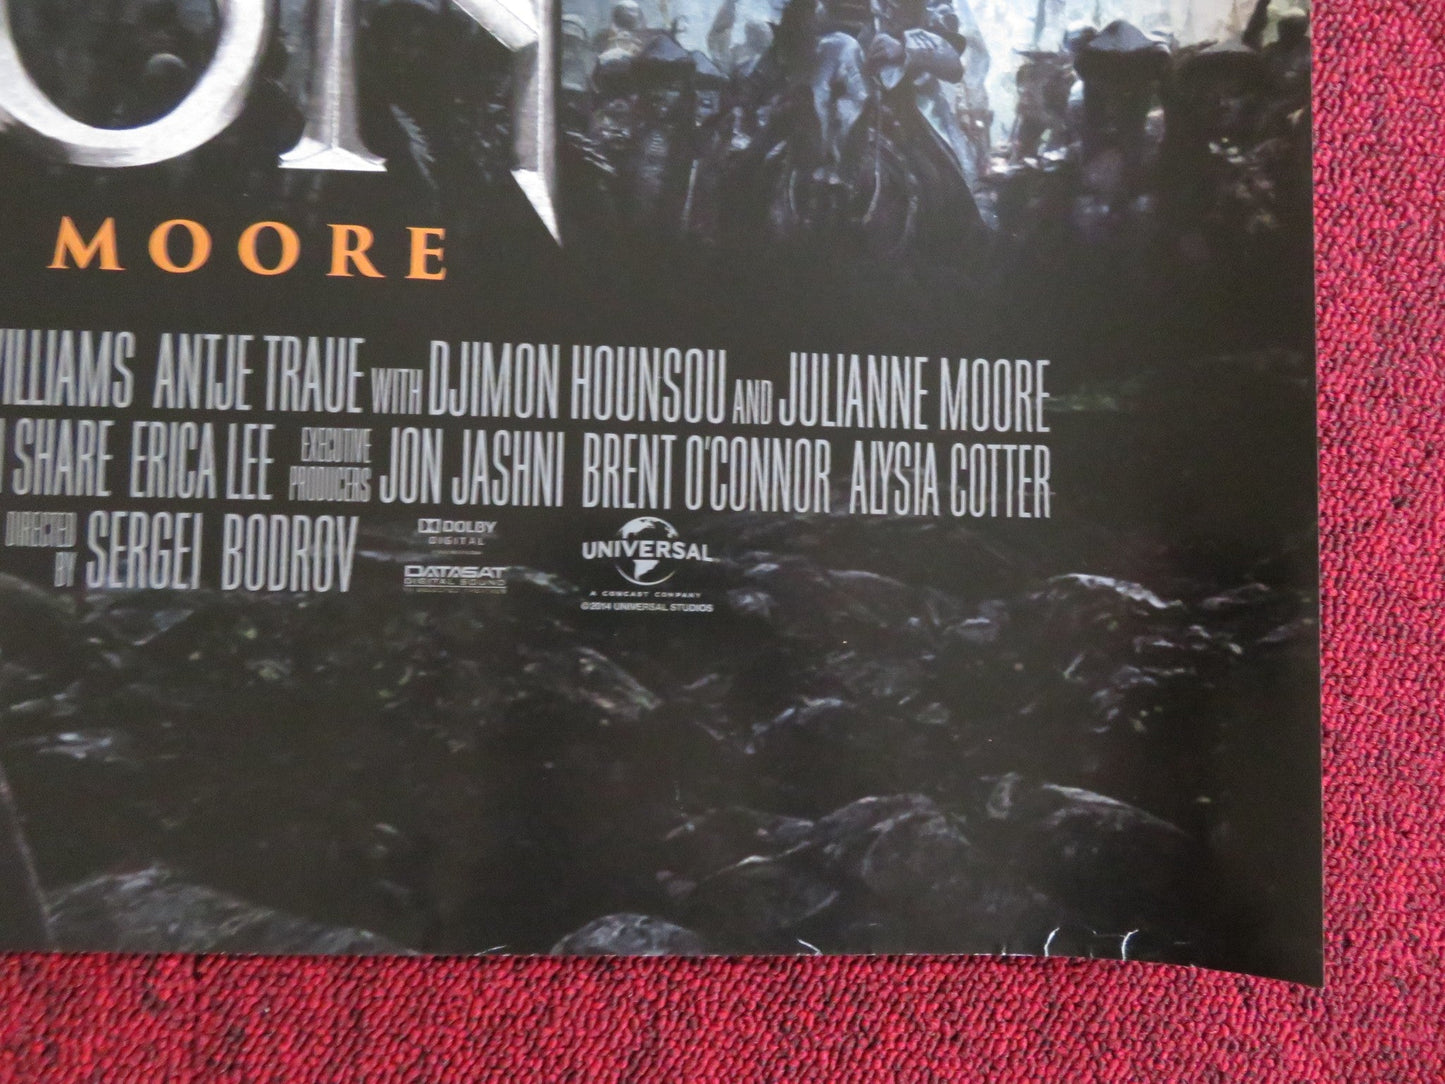 ON
MOORE
WILLIAMS ANTJE TRAUE WITH DJIMON HOUNSOU AND JULIANNE MOORE
SHARE ERICA LEE EXECUTIVE PRODUCERS JON JASHNI BRENT O'CONNOR ALYSIA COTTER
DIRECTED BY SERGEI BODROV
DOLBY
DIGITAL
DATASAT
DIGITAL SOUND
UNIVERSAL
A COMCAST COMPANY
©2014 UNIVERSAL STUDIOS